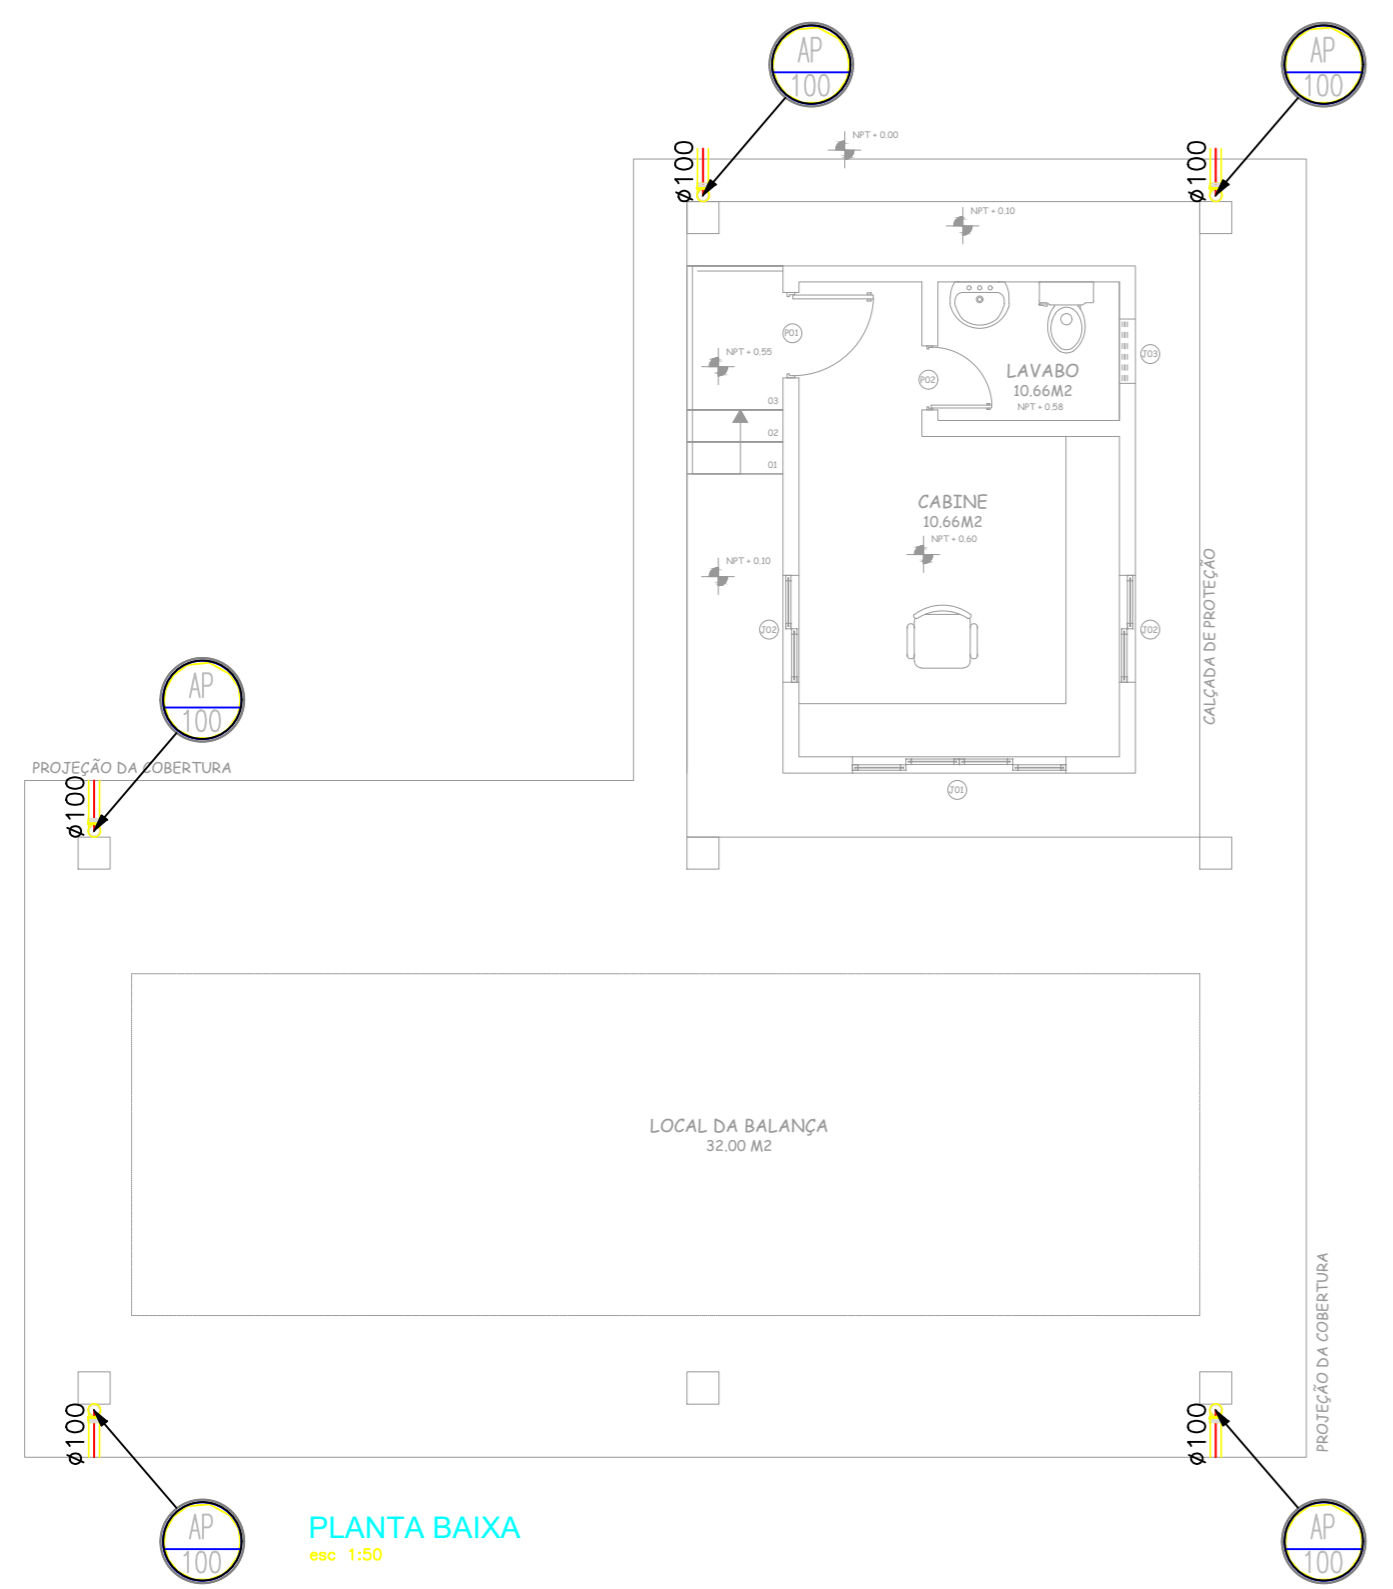 AP
100
AP
100
NPT + 0.00
ø100
ø100
NPT + 0.10
P01
J03
NPT + 0.55
LAVABO
P02
10.66M2
03
NPT + 0.58
02
01
CABINE
10.66M2
NPT + 0.60
NPT + 0.10
CALÇADA DE PROTEÇÃO
J02
J02
AP
100
PROJEÇÃO DA COBERTURA
ø100
J01
LOCAL DA BALANÇA
32.00 M2
PROJEÇÃO DA COBERTURA
ø100
ø100
AP
100
PLANTA BAIXA
esc 1:50
AP
100